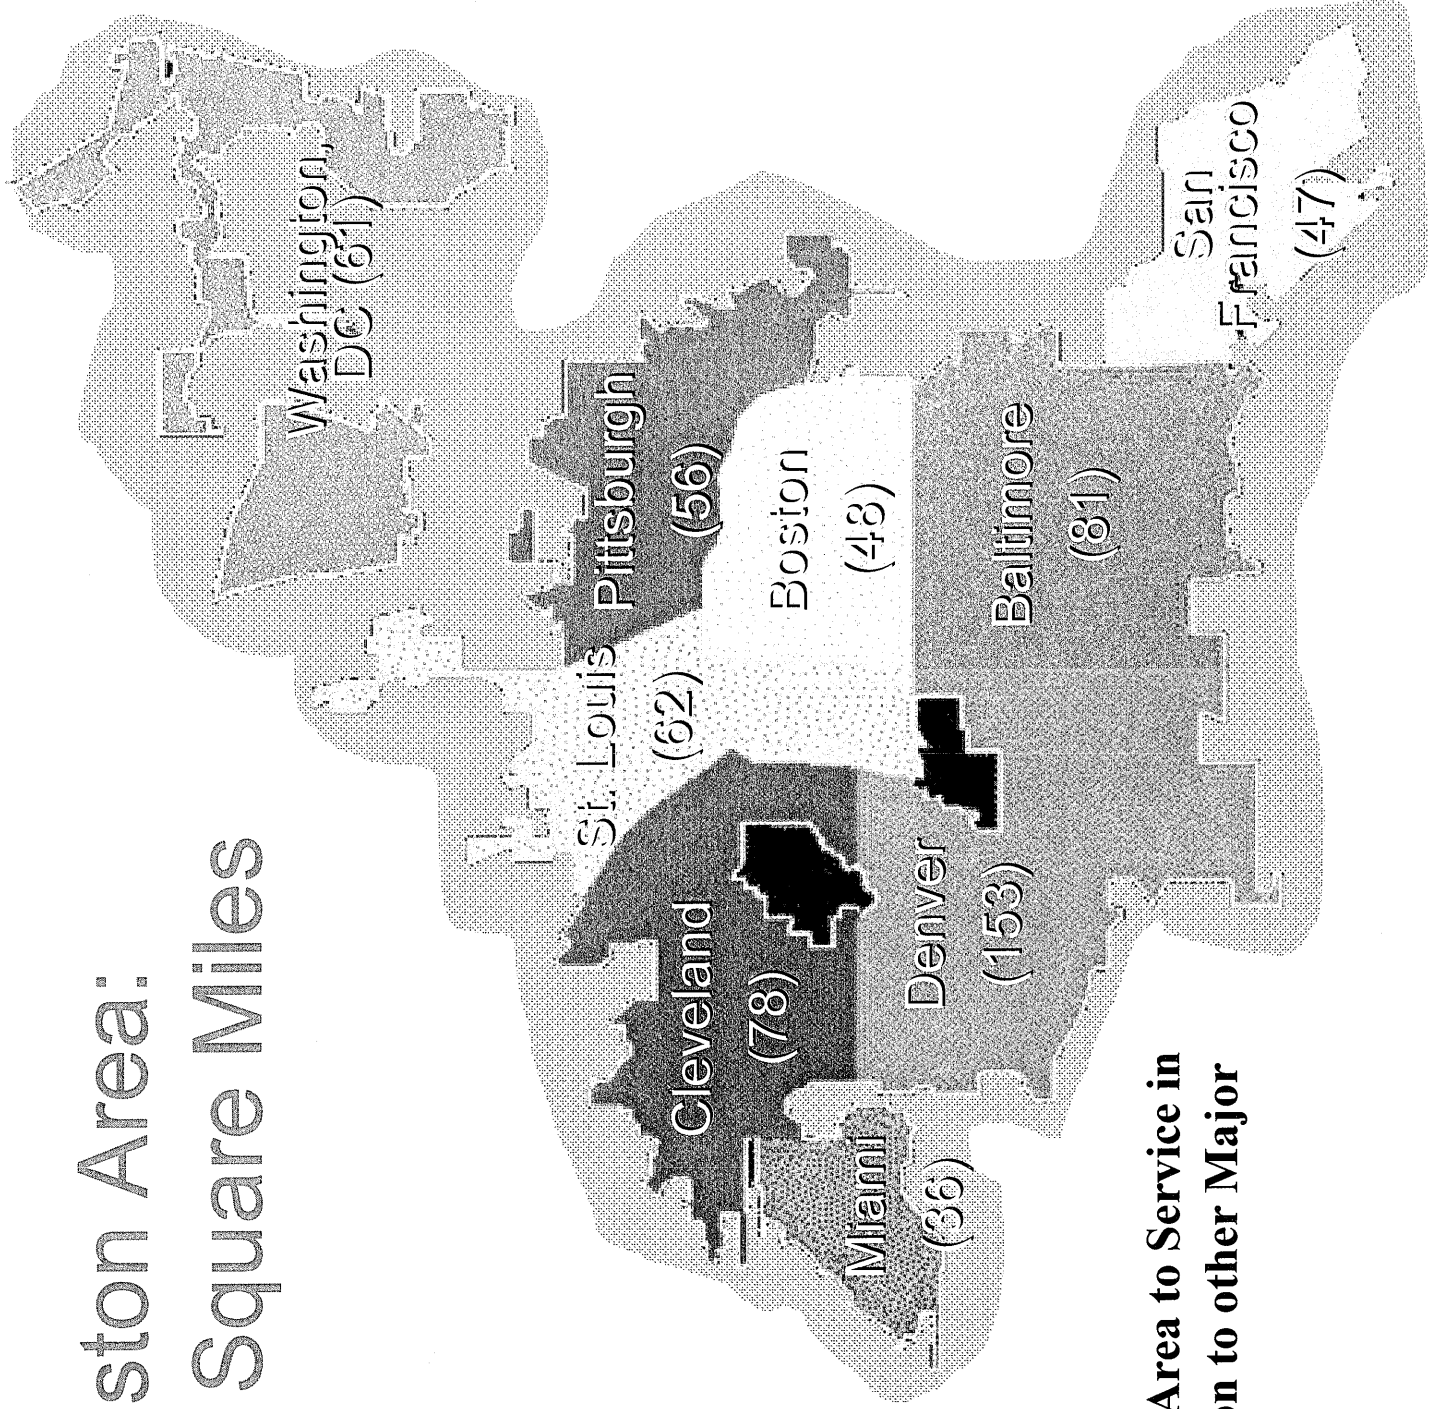 ston Area:
Square Miles
Washington,
DC (61)
St. Louis
(62)
Pittsburgh
(56)
Cleveland
(78)
Boston
(48)
Miami
(36)
Denver
(153)
Baltimore
(81)
San
Francisco
(47)
Area to Service in
on to other Major